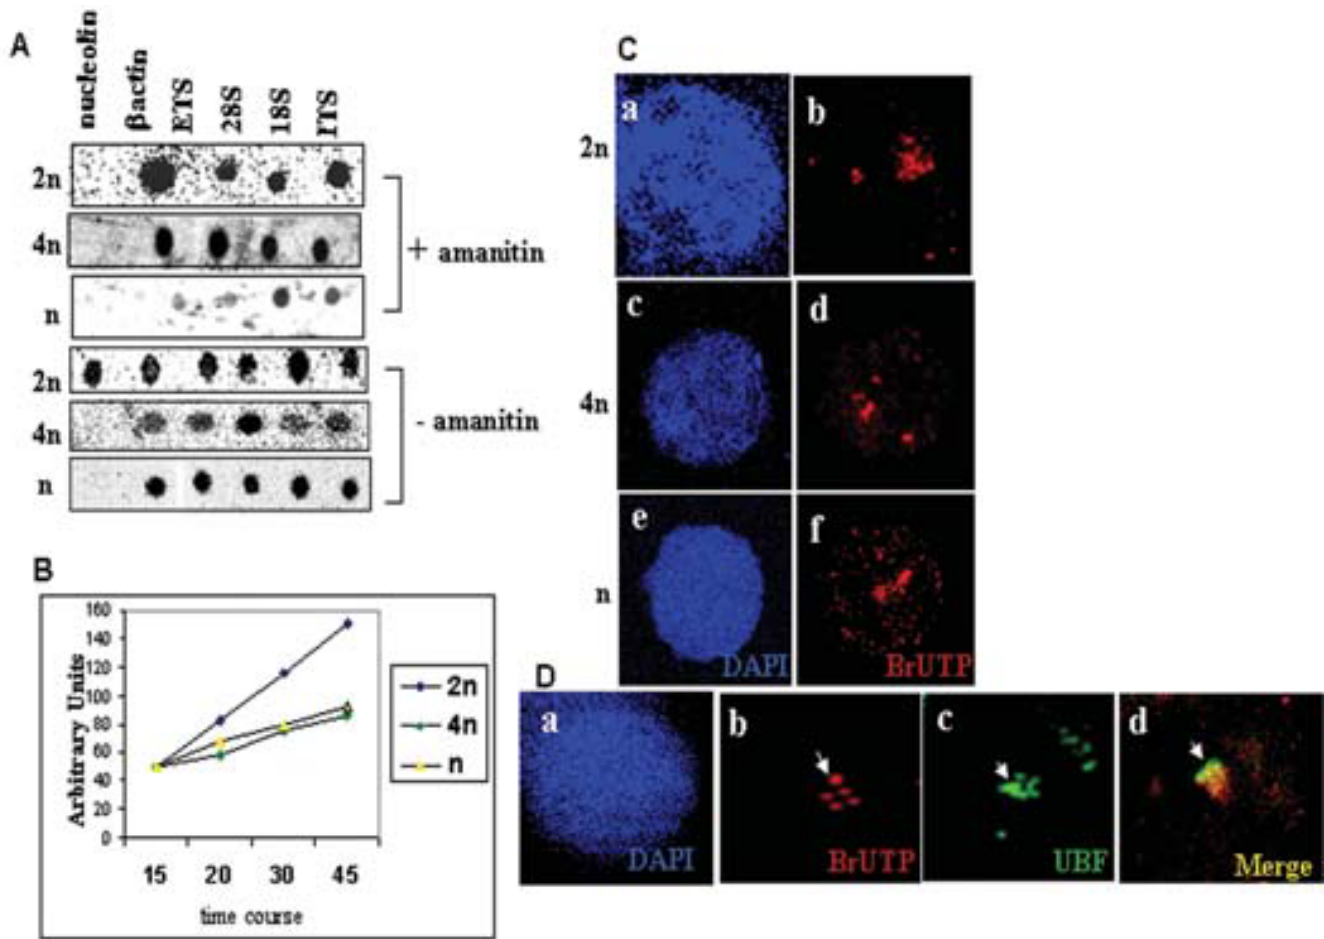 A
nucleolin
βactin
ETS
28S
18S
ITS
2n
4n
n
+ amanitin
2n
4n
n
- amanitin
B
160
140
120
100
80
60
40
20
0
Arbitrary Units
15 20 30 45
time course
2n
4n
n
C
2n
a
b
4n
c
d
n
e
f
DAPI
BrUTP
D
a
b
c
d
DAPI
BrUTP
UBF
Merge